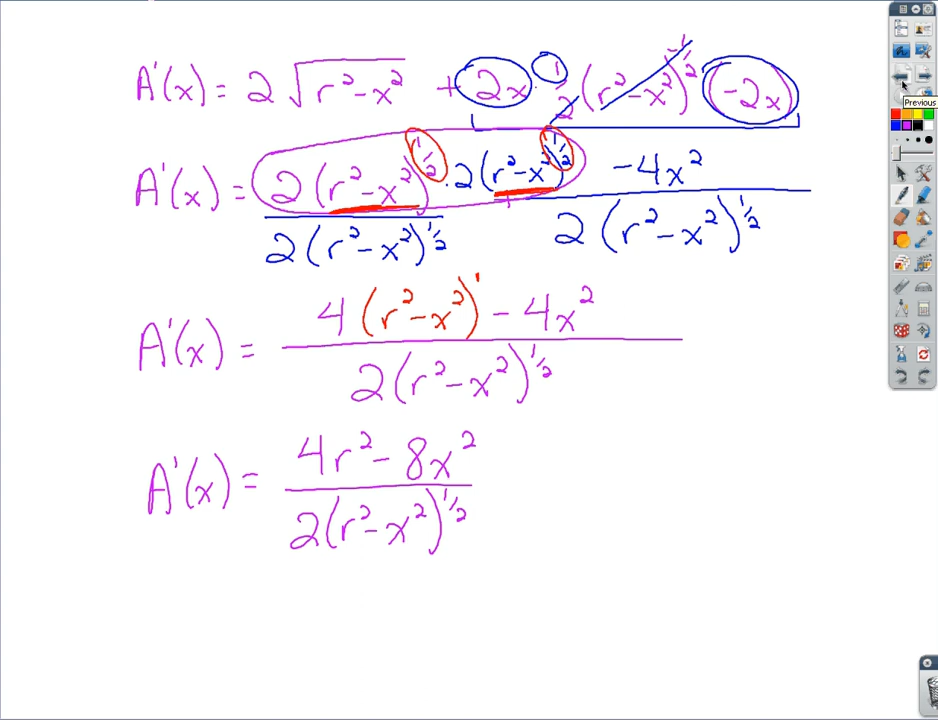 A'(x) = 2 √(r² - x²) + 2x · 1/2 (r² - x²)^(-1/2) (-2x)
A'(x) = 2(r² - x²)^(1/2) · 2(r² - x²)^(1/2) / 2(r² - x²)^(1/2) + -4x² / 2(r² - x²)^(1/2)
A'(x) = 4(r² - x²)^1 - 4x² / 2(r² - x²)^(1/2)
A'(x) = 4r² - 8x² / 2(r² - x²)^(1/2)
Previous